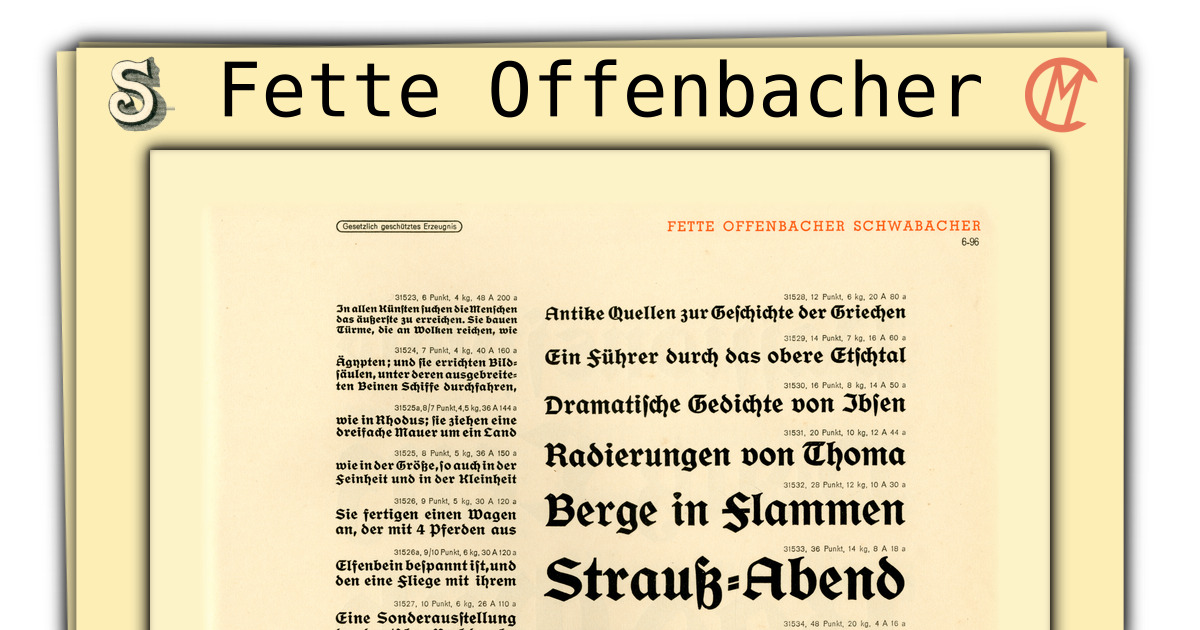 S Fette Offenbacher CM
Gesetzlich geschütztes Erzeugnis
FETTE OFFENBACHER SCHWABACHER
6-96
31523, 6 Punkt, 4 kg, 48 A 200 a
In allen Künſten ſuchen die Menſchen
das äußerſte zu erreichen. Sie bauen
Türme, die an Wolken reichen, wie
31524, 7 Punkt, 4 kg, 40 A 160 a
Ägypten; und ſie errichten Bild⸗
ſäulen, unter deren ausgebreite⸗
ten Beinen Schiffe durchfahren,
31525a, 8/7 Punkt, 4,5 kg, 36 A 144 a
wie in Rhodus; ſie ziehen eine
dreifache Mauer um ein Land
31525, 8 Punkt, 5 kg, 36 A 150 a
wie in der Größe, ſo auch in der
Feinheit und in der Kleinheit
31526, 9 Punkt, 5 kg, 30 A 120 a
Sie fertigen einen Wagen
an, der mit 4 Pferden aus
31526a, 9/10 Punkt, 6 kg, 30 A 120 a
Elfenbein beſpannt iſt, und
den eine Fliege mit ihrem
31527, 10 Punkt, 6 kg, 26 A 110 a
Eine Sonderausſtellung
31528, 12 Punkt, 6 kg, 20 A 80 a
Antike Quellen zur Geſchichte der Griechen
31529, 14 Punkt, 7 kg, 16 A 60 a
Ein Führer durch das obere Etſchtal
31530, 16 Punkt, 8 kg, 14 A 50 a
Dramatiſche Gedichte von Ibſen
31531, 20 Punkt, 10 kg, 12 A 44 a
Radierungen von Thoma
31532, 28 Punkt, 12 kg, 10 A 30 a
Berge in Flammen
31533, 36 Punkt, 14 kg, 8 A 18 a
Strauß⸗Abend
31534, 48 Punkt, 20 kg, 4 A 16 a